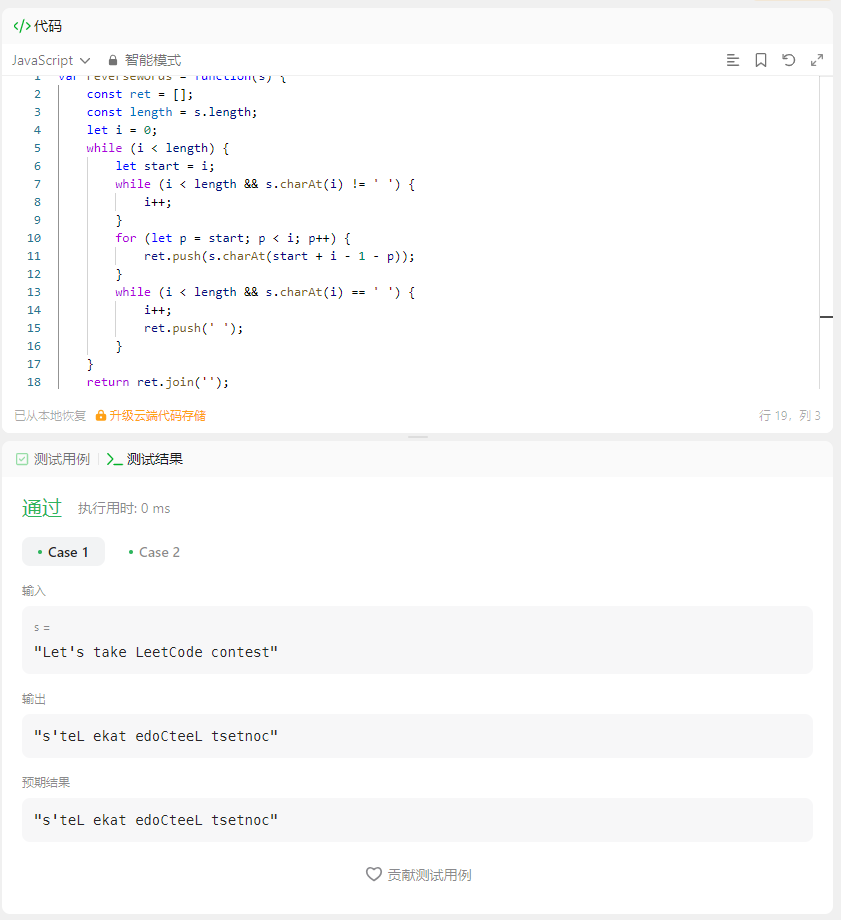 </> 代码
JavaScript 智能模式
1 var reverseWords = function(s) {
2 const ret = [];
3 const length = s.length;
4 let i = 0;
5 while (i < length) {
6 let start = i;
7 while (i < length && s.charAt(i) != ' ') {
8 i++;
9 }
10 for (let p = start; p < i; p++) {
11 ret.push(s.charAt(start + i - 1 - p));
12 }
13 while (i < length && s.charAt(i) == ' ') {
14 i++;
15 ret.push(' ');
16 }
17 }
18 return ret.join('');
已从本地恢复 升级云端代码存储 行 19, 列 3
测试用例 >_ 测试结果
通过 执行用时: 0 ms
• Case 1 • Case 2
输入
s =
"Let's take LeetCode contest"
输出
"s'teL ekat edoCteeL tsetnoc"
预期结果
"s'teL ekat edoCteeL tsetnoc"
贡献测试用例